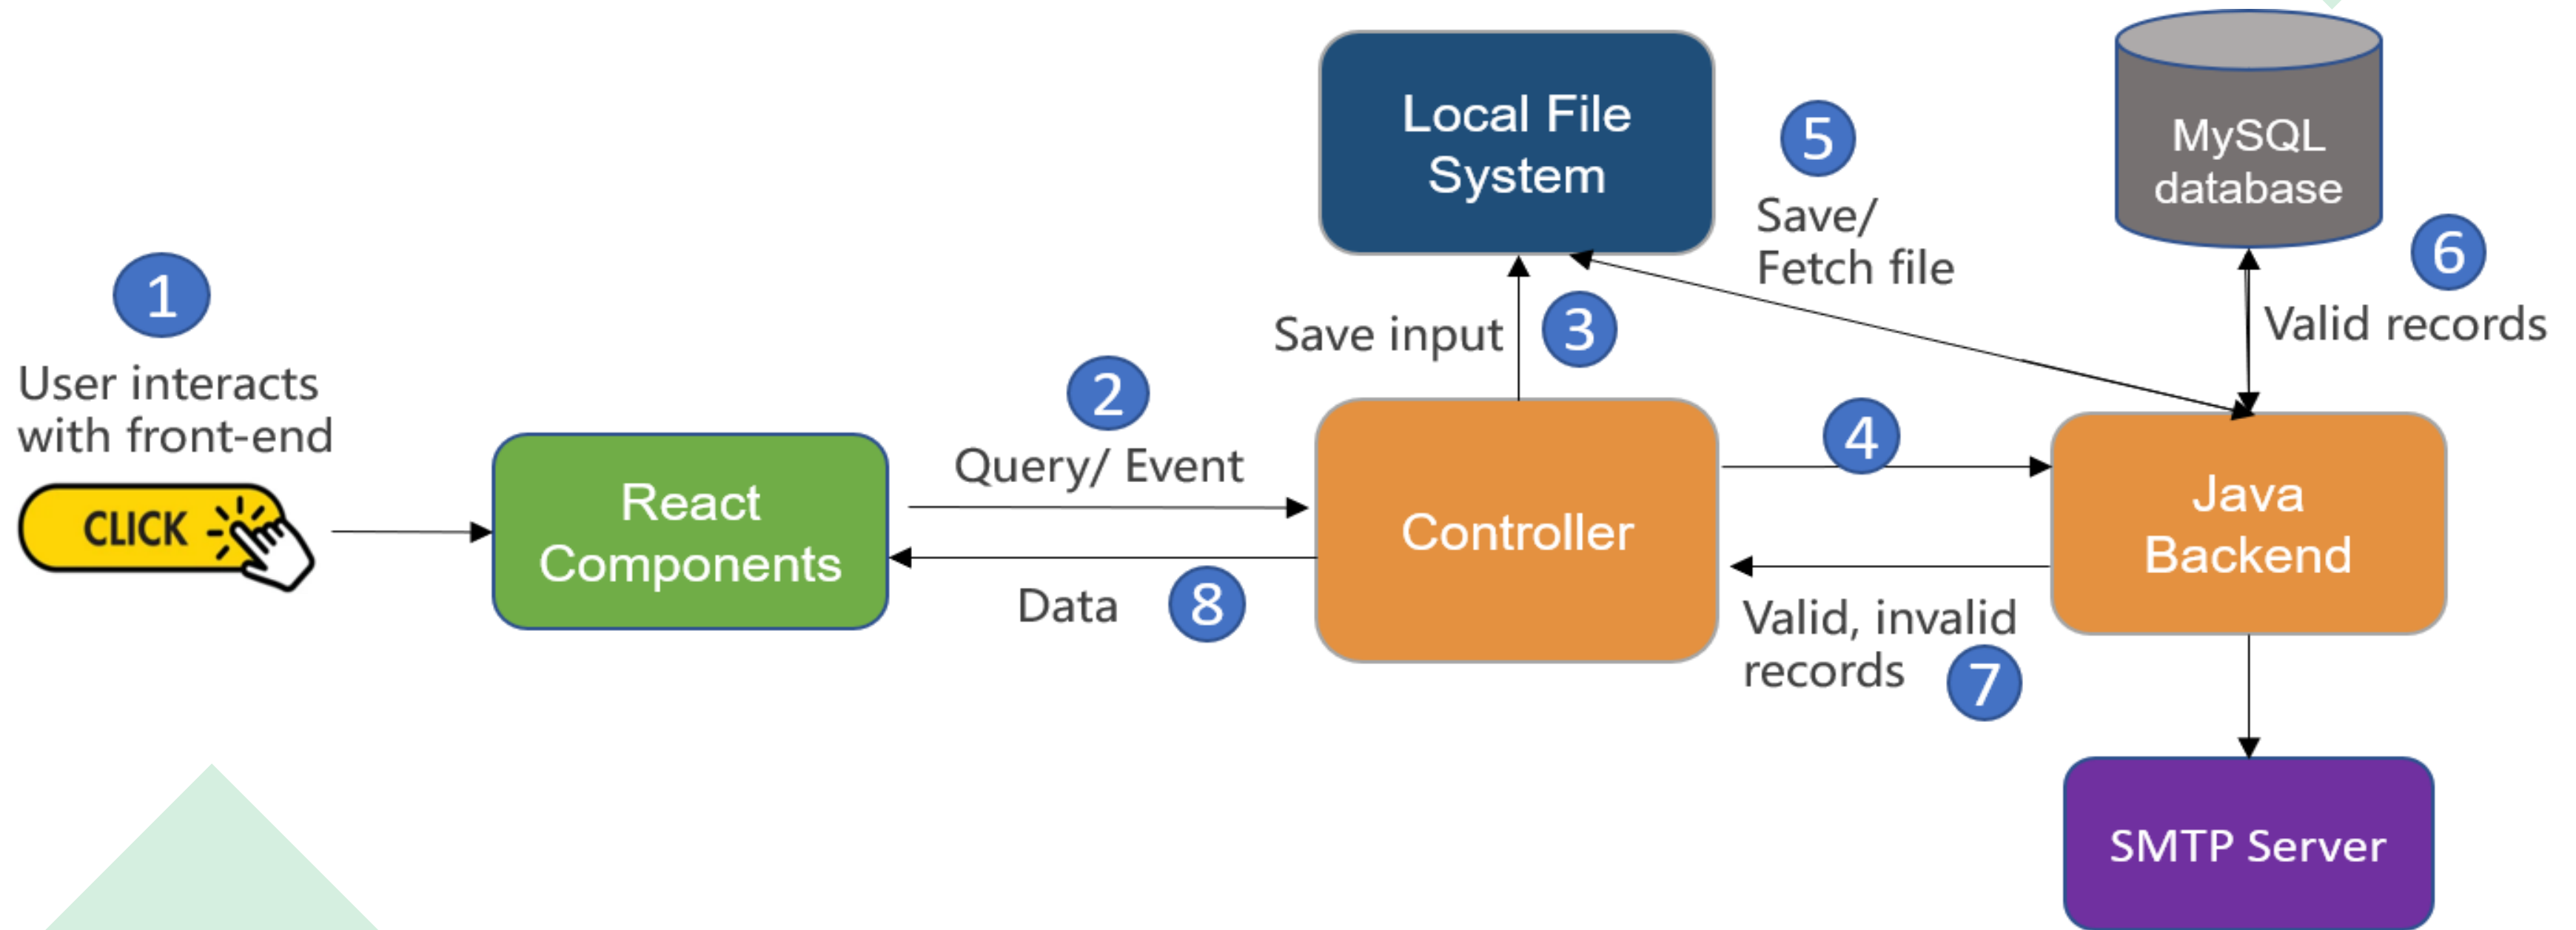 1
User interacts
with front-end
CLICK
React
Components
2
Query/ Event
Data
8
Local File
System
Save input
3
Controller
5
Save/
Fetch file
4
Valid, invalid
records
7
MySQL
database
6
Valid records
Java
Backend
SMTP Server